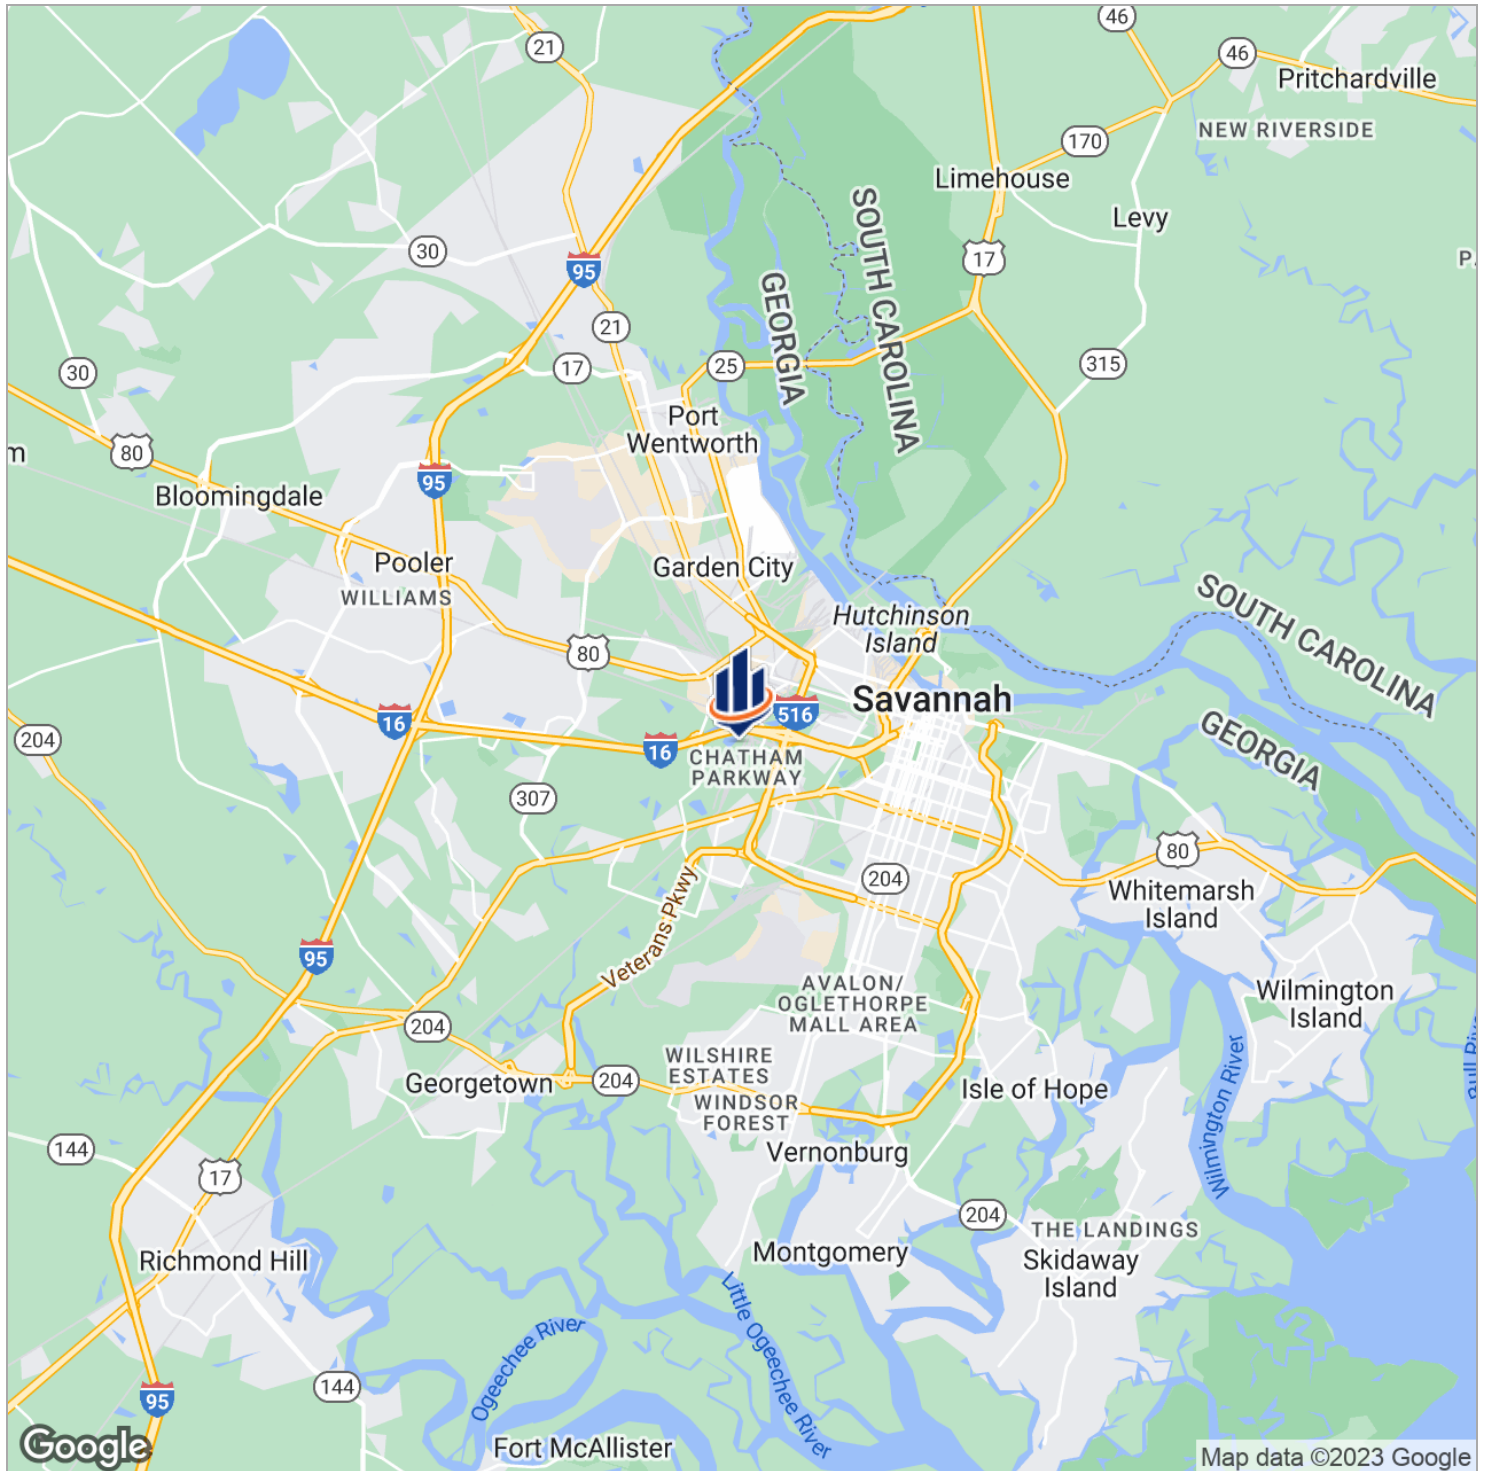 21
46
46
Pritchardville
NEW RIVERSIDE
170
Limehouse
Levy
30
95
17
SOUTH CAROLINA
GEORGIA
21
30
17
25
315
Port
Wentworth
80
95
Bloomingdale
Pooler
WILLIAMS
Garden City
Hutchinson
Island
SOUTH CAROLINA
80
Savannah
516
16
16
204
GEORGIA
CHATHAM
PARKWAY
307
80
204
Whitemarsh
Island
Veterans Pkwy
95
AVALON/
OGLETHORPE
MALL AREA
Wilmington
Island
204
WILSHIRE
ESTATES
Georgetown
204
Isle of Hope
Wilmington River
WINDSOR
FOREST
144
Vernonburg
17
204
THE LANDINGS
Richmond Hill
Montgomery
Skidaway
Island
Little Ogeechee River
Ogeechee River
144
95
Google
Fort McAllister
Map data ©2023 Google